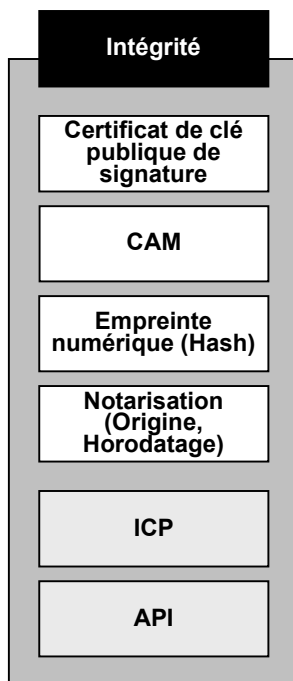 Intégrité
Certificat de clé
publique de
signature
CAM
Empreinte
numérique (Hash)
Notarisation
(Origine,
Horodatage)
ICP
API